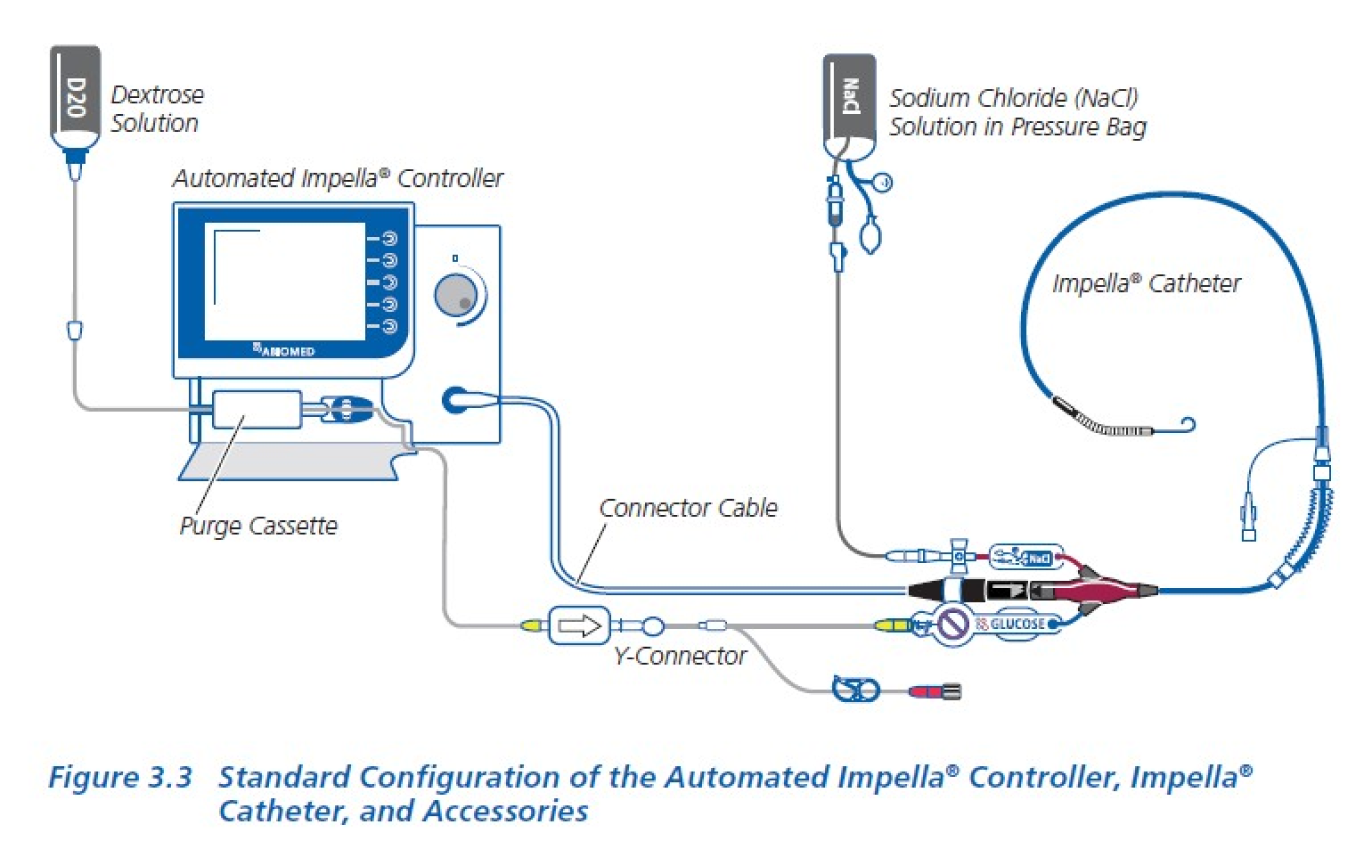 D20
Dextrose
Solution
Automated Impella® Controller
ABIOMED
Purge Cassette
NaCl
Sodium Chloride (NaCl)
Solution in Pressure Bag
Impella® Catheter
Connector Cable
NaCl
GLUCOSE
Y-Connector
Figure 3.3 Standard Configuration of the Automated Impella® Controller, Impella®
Catheter, and Accessories